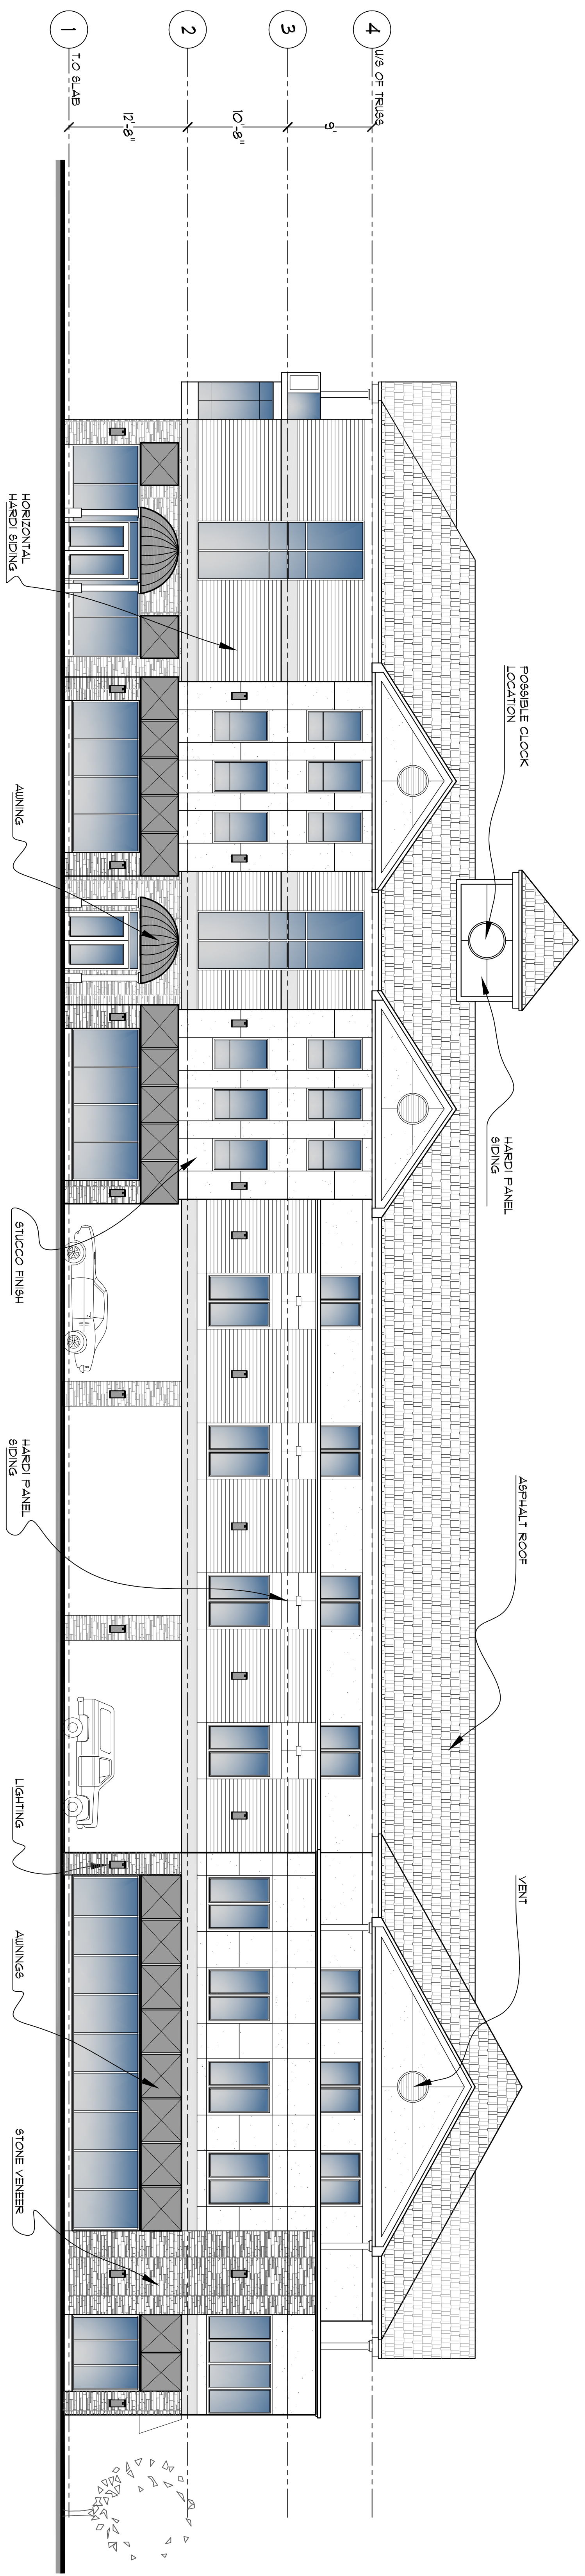 4
U/S OF TRUSS
9'
3
10'-8"
2
12'-8"
1
T.O SLAB
POSSIBLE CLOCK
LOCATION
HARDI PANEL
SIDING
ASPHALT ROOF
VENT
HORIZONTAL
HARDI SIDING
AWNING
STUCCO FINISH
HARDI PANEL
SIDING
LIGHTING
AWNINGS
STONE VENEER